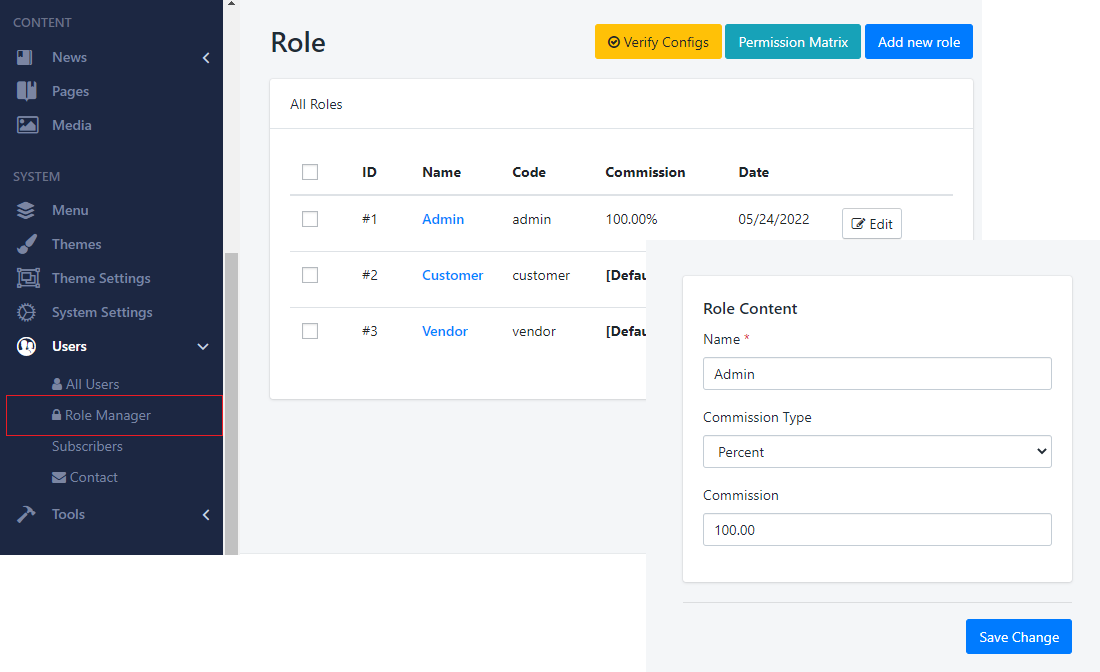 CONTENT
News
Pages
Media
SYSTEM
Menu
Themes
Theme Settings
System Settings
Users
All Users
Role Manager
Subscribers
Contact
Tools
Role
Verify Configs
Permission Matrix
Add new role
All Roles
ID Name Code Commission Date
#1 Admin admin 100.00% 05/24/2022 Edit
#2 Customer customer
#3 Vendor vendor
Role Content
Name *
Admin
Commission Type
Percent
Commission
100.00
Save Change